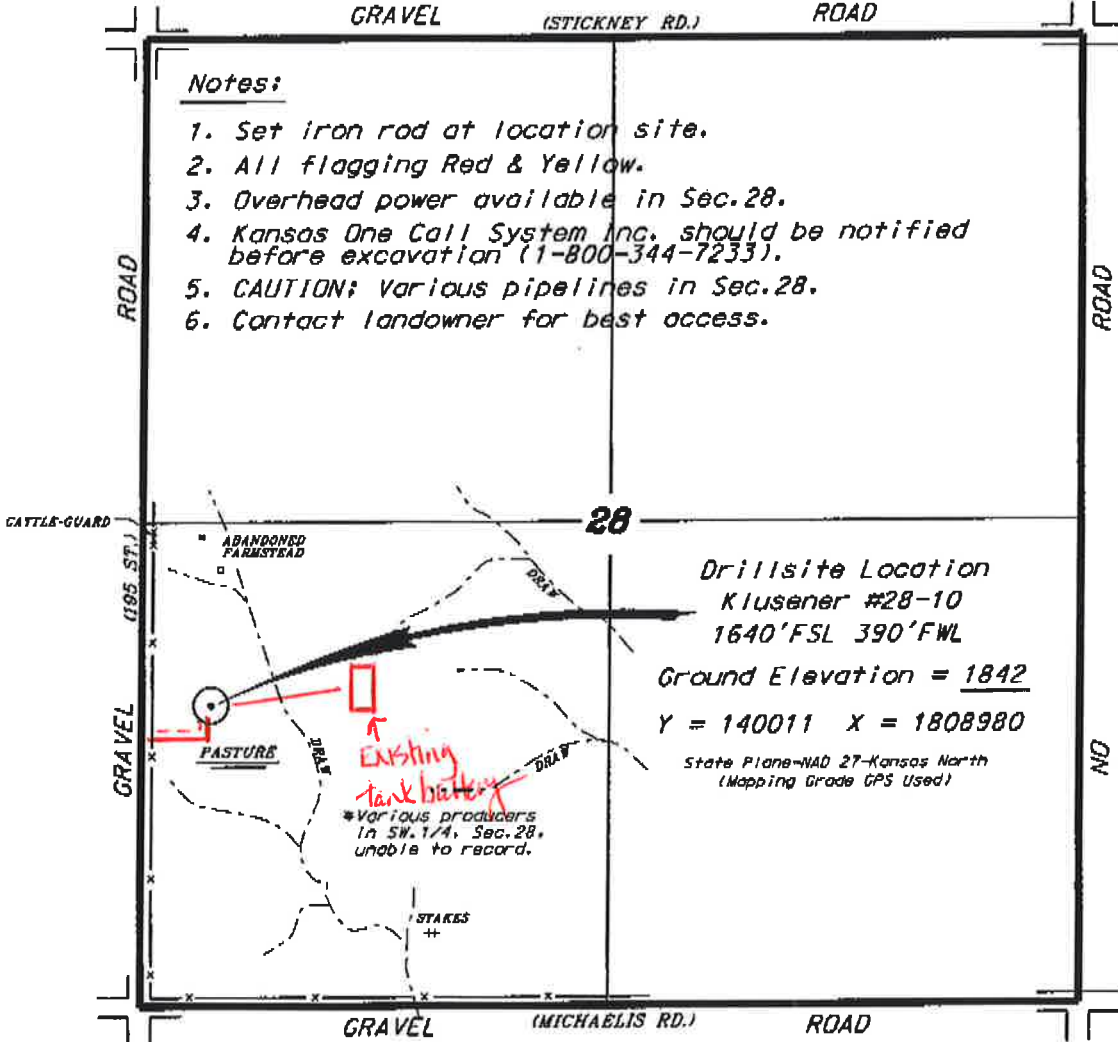 GRAVEL (STICKNEY RD.) ROAD
Notes:
1. Set iron rod at location site.
2. All flagging Red & Yellow.
3. Overhead power available in Sec.28.
4. Kansas One Call System Inc. should be notified
before excavation (1-800-344-7233).
5. CAUTION: Various pipelines in Sec.28.
6. Contact landowner for best access.
ROAD
ROAD
CATTLE-GUARD
28
ABANDONED
FARMSTEAD
(195 ST.)
DRAW
Drillsite Location
Klusener #28-10
1640'FSL 390'FWL
Ground Elevation = 1842
Y = 140011 X = 1808980
State Plane-NAD 27-Kansas North
(Mapping Grade GPS Used)
PASTURE
DRAW
Existing
tank battery
DRAW
GRAVEL
NO
*Various producers
in SW.1/4, Sec.28,
unable to record.
STAKES
GRAVEL (MICHAELIS RD.) ROAD